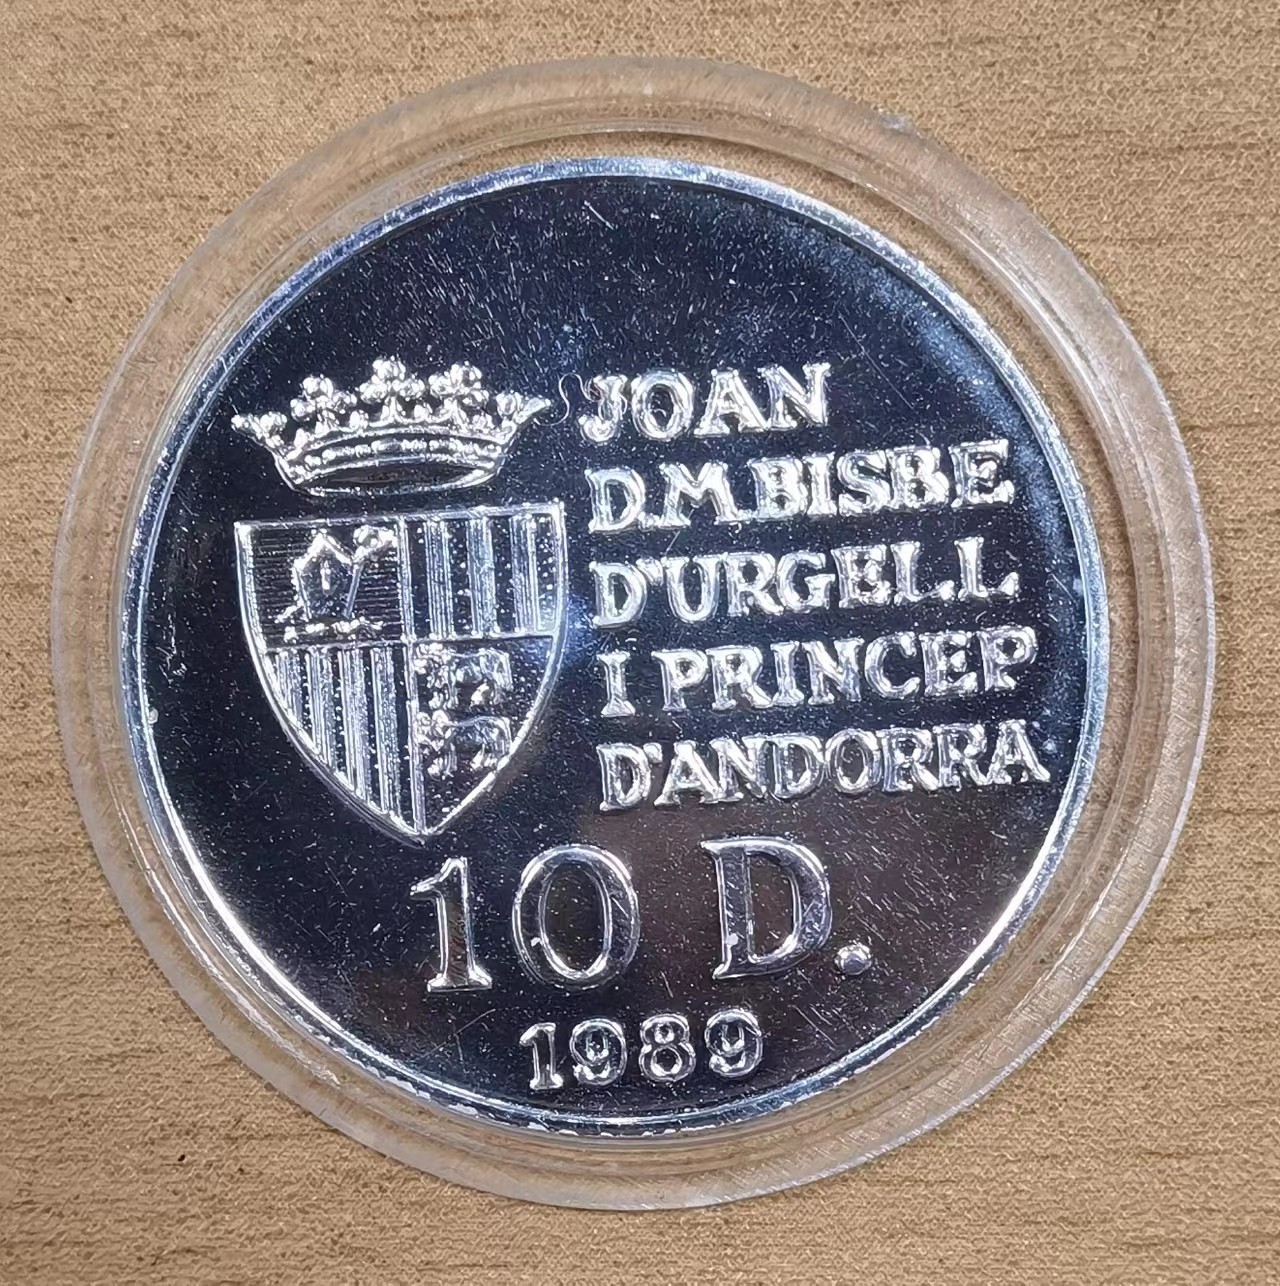 JOAN
D.M.BISBE
D'URGELL
I PRINCEP
D'ANDORRA
10 D.
1989